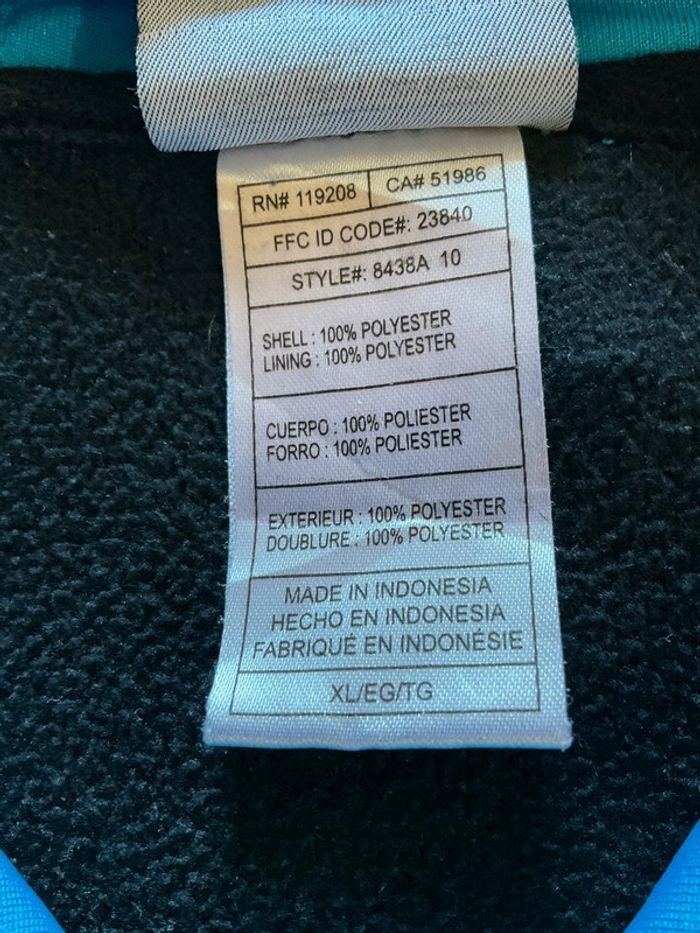 RN# 119208 CA# 51986
FFC ID CODE#: 23840
STYLE#: 8438A 10
SHELL : 100% POLYESTER
LINING : 100% POLYESTER
CUERPO : 100% POLIESTER
FORRO : 100% POLIESTER
EXTERIEUR : 100% POLYESTER
DOUBLURE : 100% POLYESTER
MADE IN INDONESIA
HECHO EN INDONESIA
FABRIQUÉ EN INDONÉSIE
XL/EG/TG